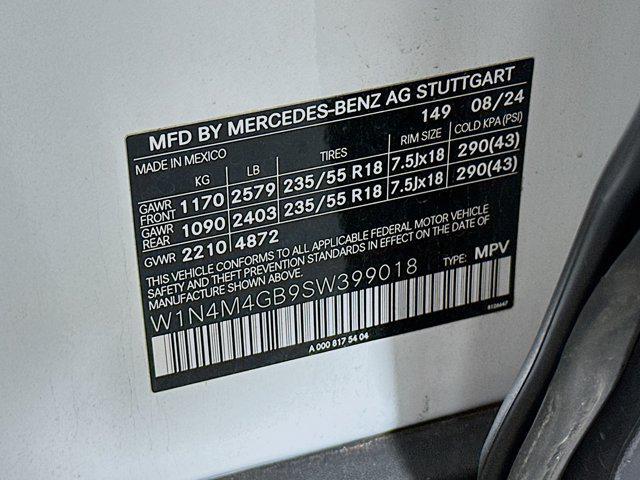 MFD BY MERCEDES-BENZ AG STUTTGART
MADE IN MEXICO 149 08/24
KG LB TIRES RIM SIZE COLD KPA (PSI)
GAWR FRONT 1170 2579 235/55 R18 7.5Jx18 290(43)
GAWR REAR 1090 2403 235/55 R18 7.5Jx18 290(43)
GVWR 2210 4872
THIS VEHICLE CONFORMS TO ALL APPLICABLE FEDERAL MOTOR VEHICLE
SAFETY AND THEFT PREVENTION STANDARDS IN EFFECT ON THE DATE OF
MANUFACTURE SHOWN ABOVE.
W1N4M4GB9SW399018 TYPE: MPV
A 000 817 54 04